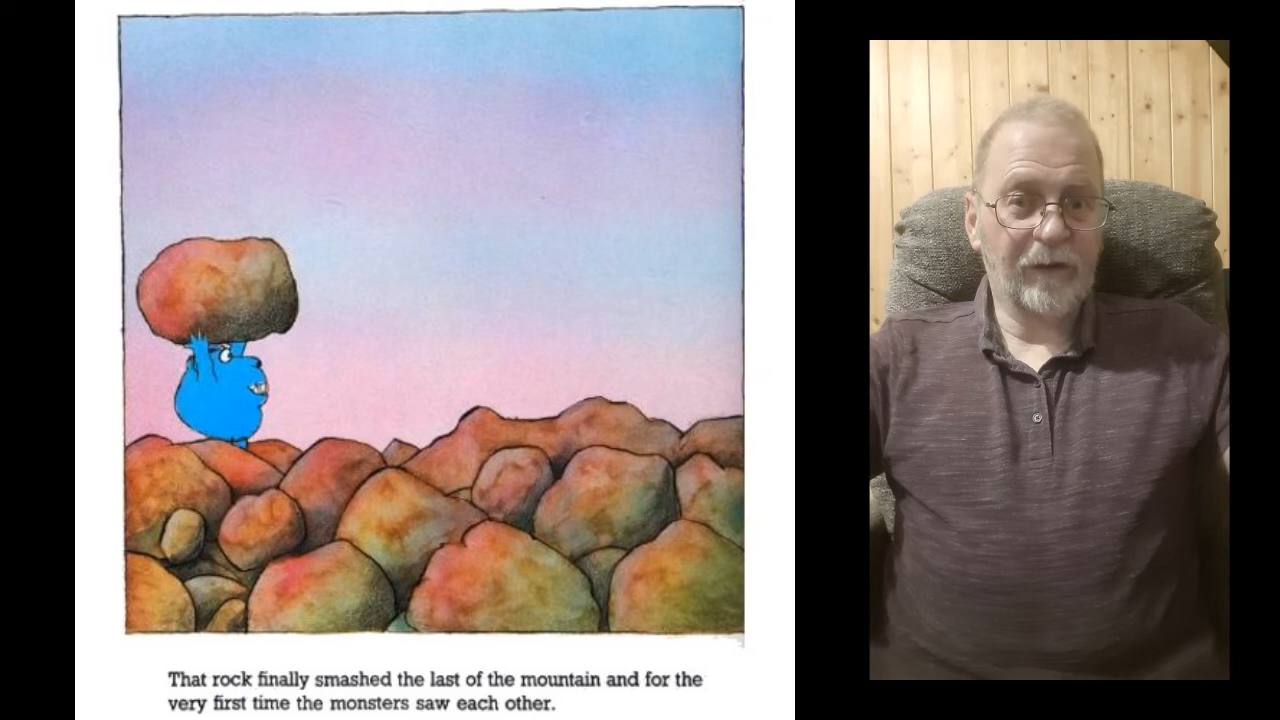 That rock finally smashed the last of the mountain and for the
very first time the monsters saw each other.